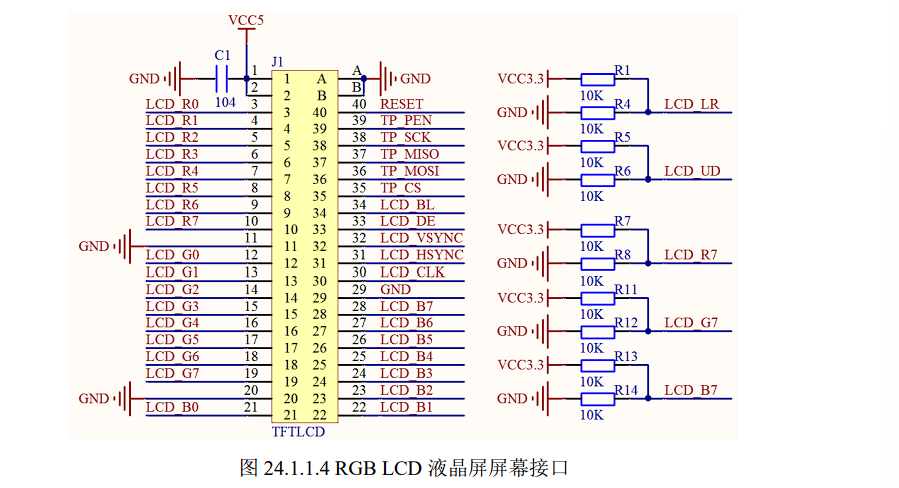 VCC5
C1
J1
GND
104
1 1 A A GND
2 2 B B
LCD_R0 3 3 40 40 RESET
LCD_R1 4 4 39 39 TP_PEN
LCD_R2 5 5 38 38 TP_SCK
LCD_R3 6 6 37 37 TP_MISO
LCD_R4 7 7 36 36 TP_MOSI
LCD_R5 8 8 35 35 TP_CS
LCD_R6 9 9 34 34 LCD_BL
LCD_R7 10 10 33 33 LCD_DE
GND 11 11 32 32 LCD_VSYNC
LCD_G0 12 12 31 31 LCD_HSYNC
LCD_G1 13 13 30 30 LCD_CLK
LCD_G2 14 14 29 29 GND
LCD_G3 15 15 28 28 LCD_B7
LCD_G4 16 16 27 27 LCD_B6
LCD_G5 17 17 26 26 LCD_B5
LCD_G6 18 18 25 25 LCD_B4
LCD_G7 19 19 24 24 LCD_B3
GND 20 20 23 23 LCD_B2
LCD_B0 21 21 22 22 LCD_B1
TFTLCD
VCC3.3 R1
10K
GND R4 LCD_LR
10K
VCC3.3 R5
10K
GND R6 LCD_UD
10K
VCC3.3 R7
10K
GND R8 LCD_R7
10K
VCC3.3 R11
10K
GND R12 LCD_G7
10K
VCC3.3 R13
10K
GND R14 LCD_B7
10K
图 24.1.1.4 RGB LCD 液晶屏屏幕接口